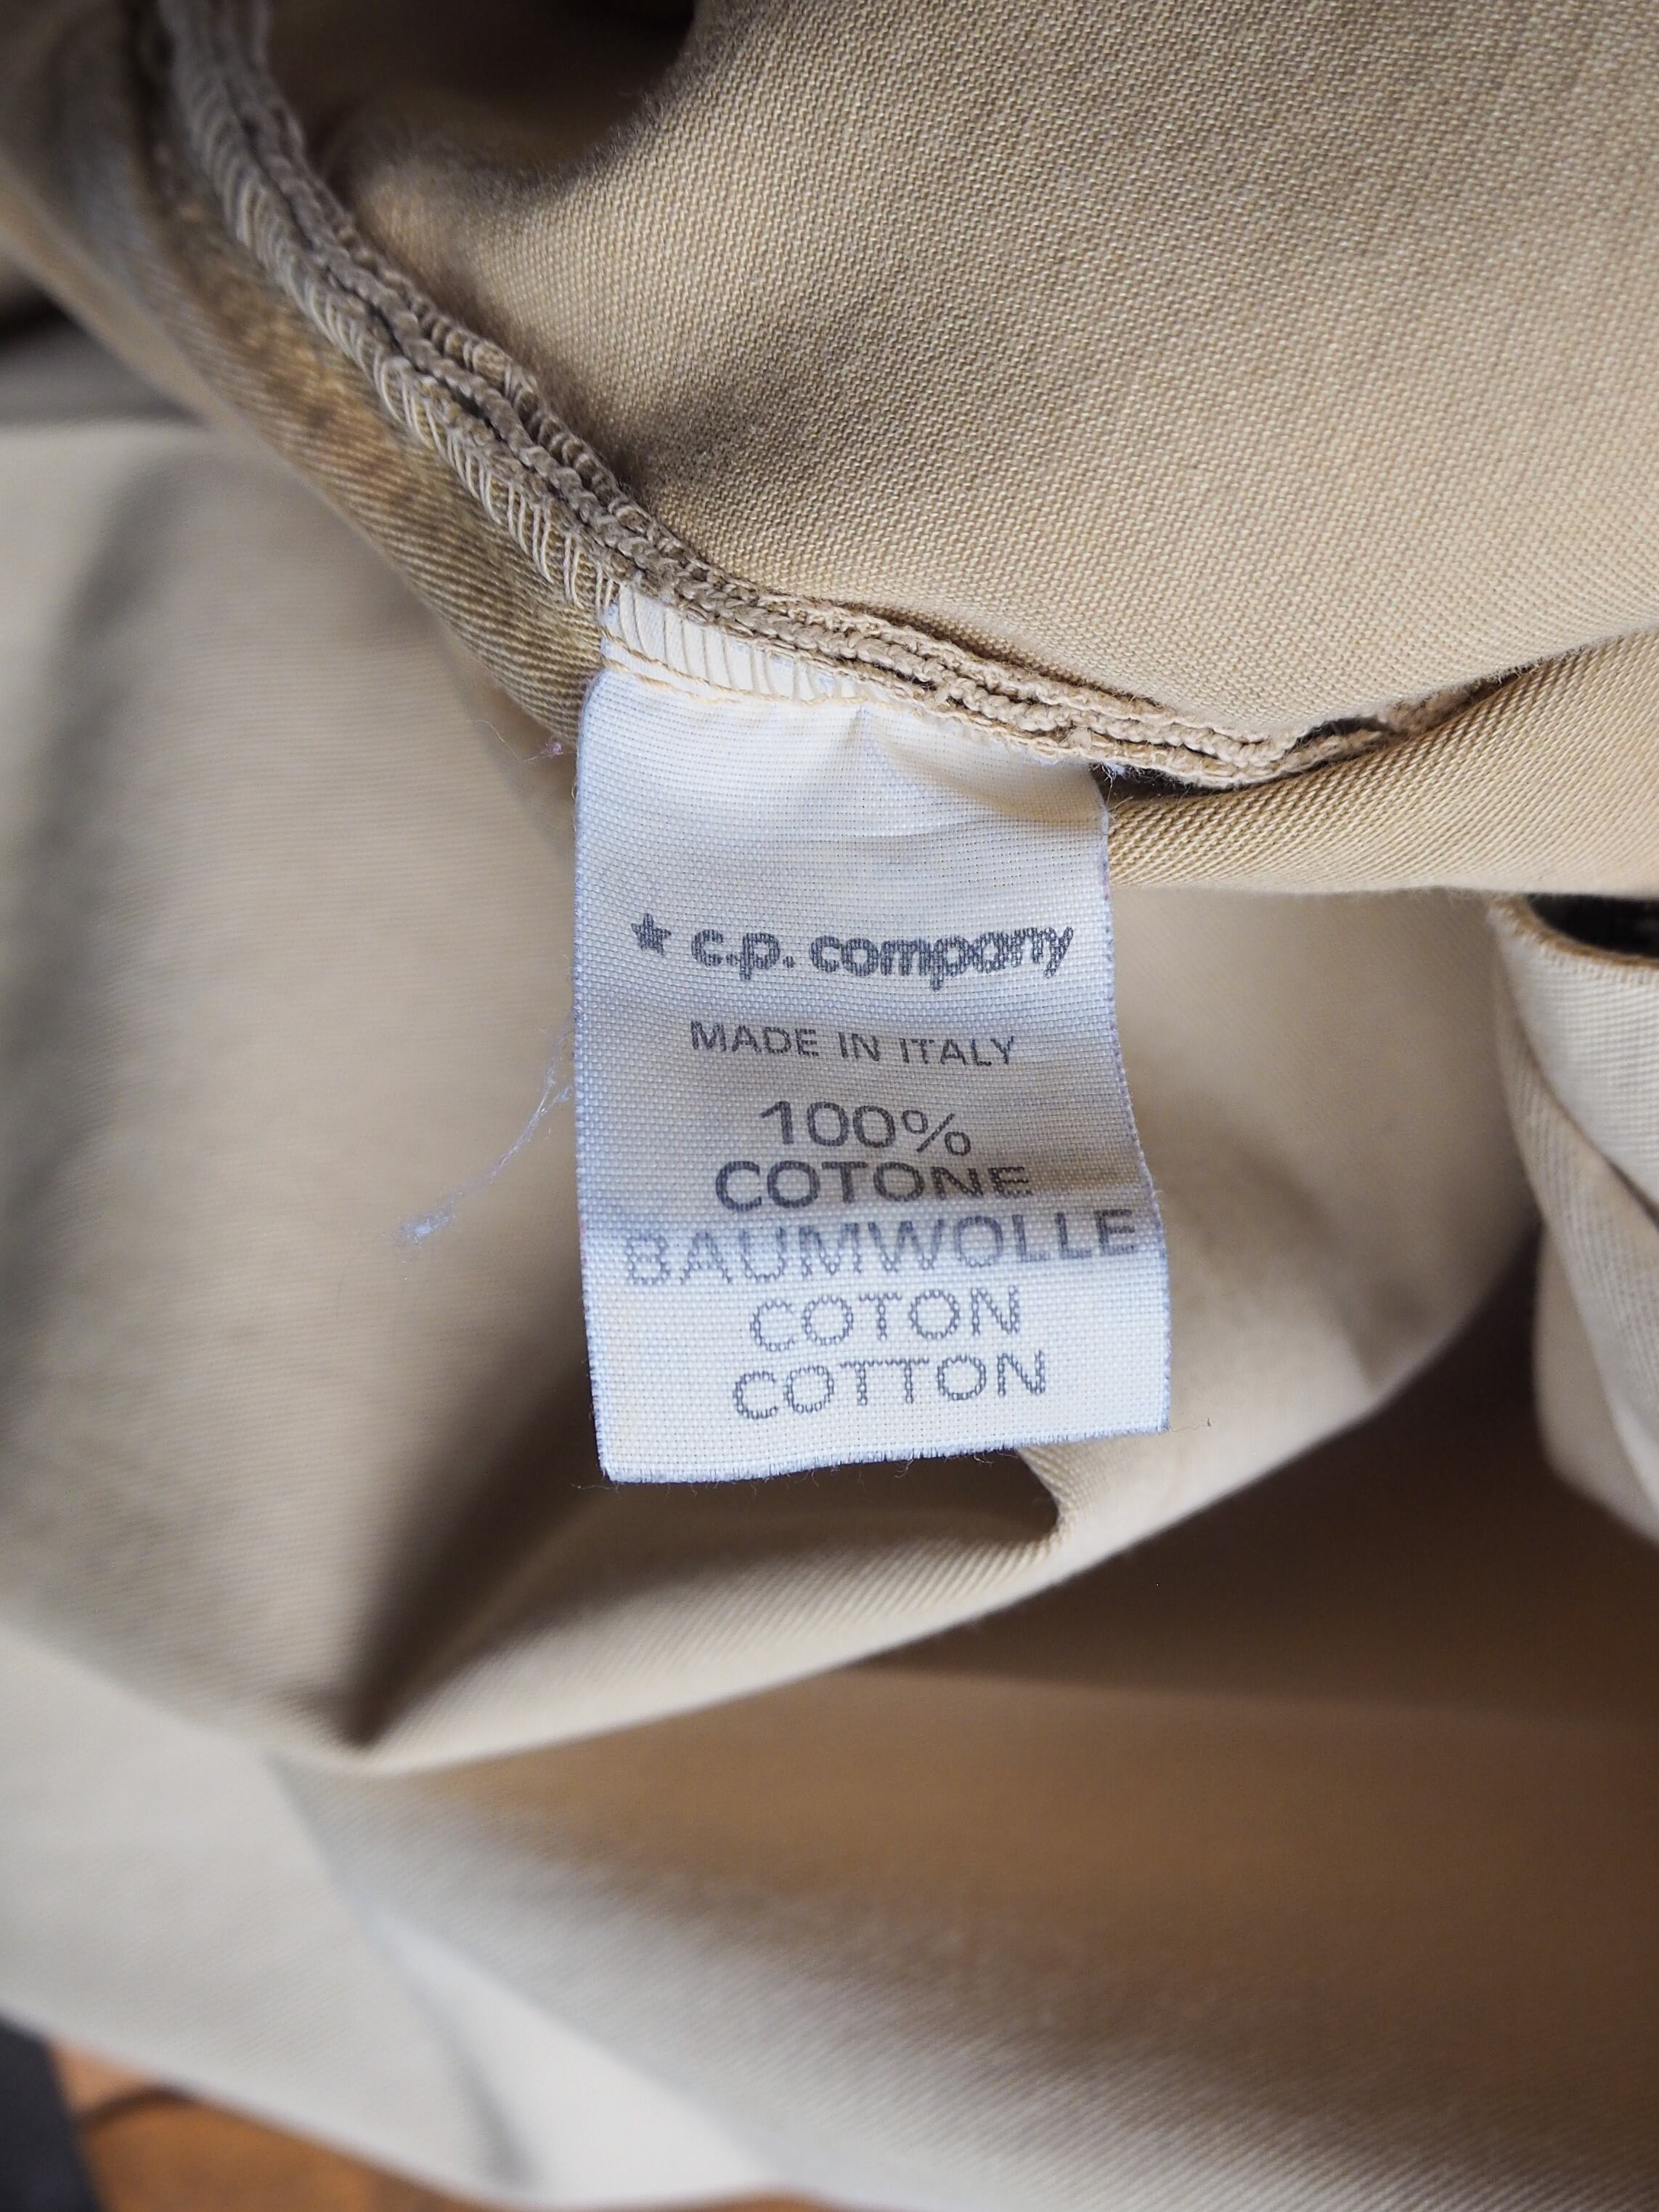 ★ c.p. company
MADE IN ITALY
100%
COTONE
BAUMWOLLE
COTON
COTTON